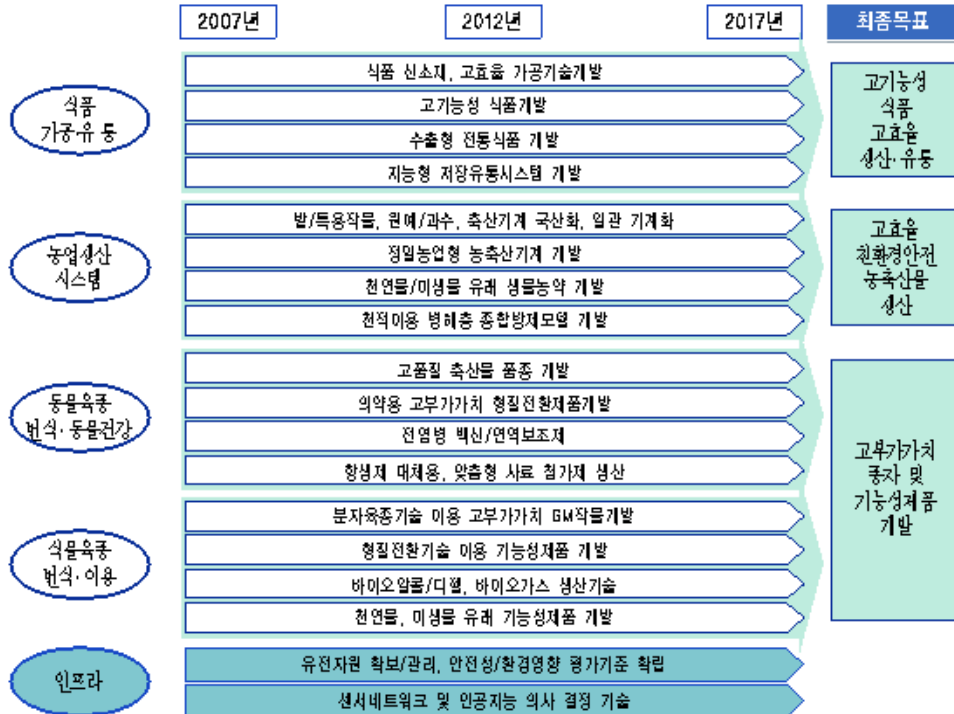 2007년 2012년 2017년 최종목표
식품
가공·유통
식품 신소재, 고효율 가공기술개발
고기능성 식품개발
수출형 전통식품 개발
지능형 저장유통시스템 개발
고기능성
식품
고효율
생산·유통
농업생산
시스템
밭/특용작물, 원예/과수, 축산기계 국산화, 일관 기계화
정밀농업형 농축산기계 개발
천연물/미생물 유래 생물농약 개발
천적이용 병해충 종합방제모델 개발
고효율
친환경안전
농축산물
생산
동물육종
번식·동물건강
고품질 축산물 품종 개발
의약용 고부가가치 형질전환제품개발
전염병 백신/면역보조제
항생제 대체용, 맞춤형 사료 첨가제 생산
식물육종
번식·이용
분자육종기술 이용 고부가가치 GM작물개발
형질전환기술 이용 기능성제품 개발
바이오알콜/디젤, 바이오가스 생산기술
천연물, 미생물 유래 기능성제품 개발
고부가가치
종자 및
기능성제품
개발
인프라
유전자원 확보/관리, 안전성/환경영향 평가기준 확립
센서네트워크 및 인공지능 의사 결정 기술